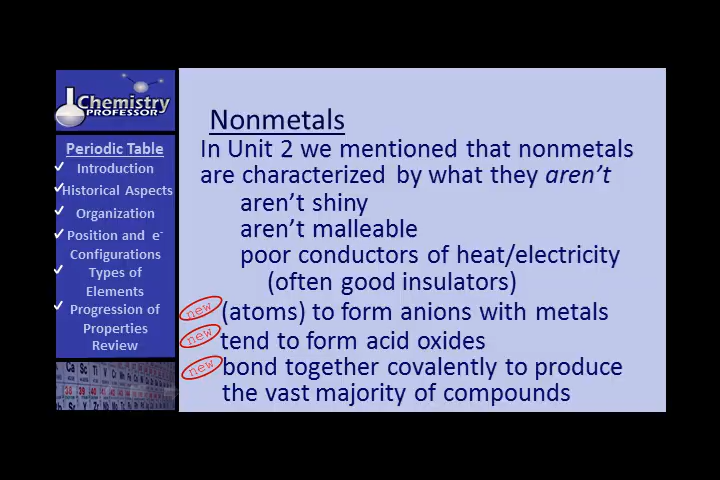 Chemistry
PROFESSOR
Periodic Table
Introduction
Historical Aspects
Organization
Position and e-
Configurations
Types of
Elements
Progression of
Properties
Review
Ca Sc Ti V
Nonmetals
In Unit 2 we mentioned that nonmetals
are characterized by what they aren't
aren't shiny
aren't malleable
poor conductors of heat/electricity
(often good insulators)
new (atoms) to form anions with metals
new tend to form acid oxides
new bond together covalently to produce
the vast majority of compounds